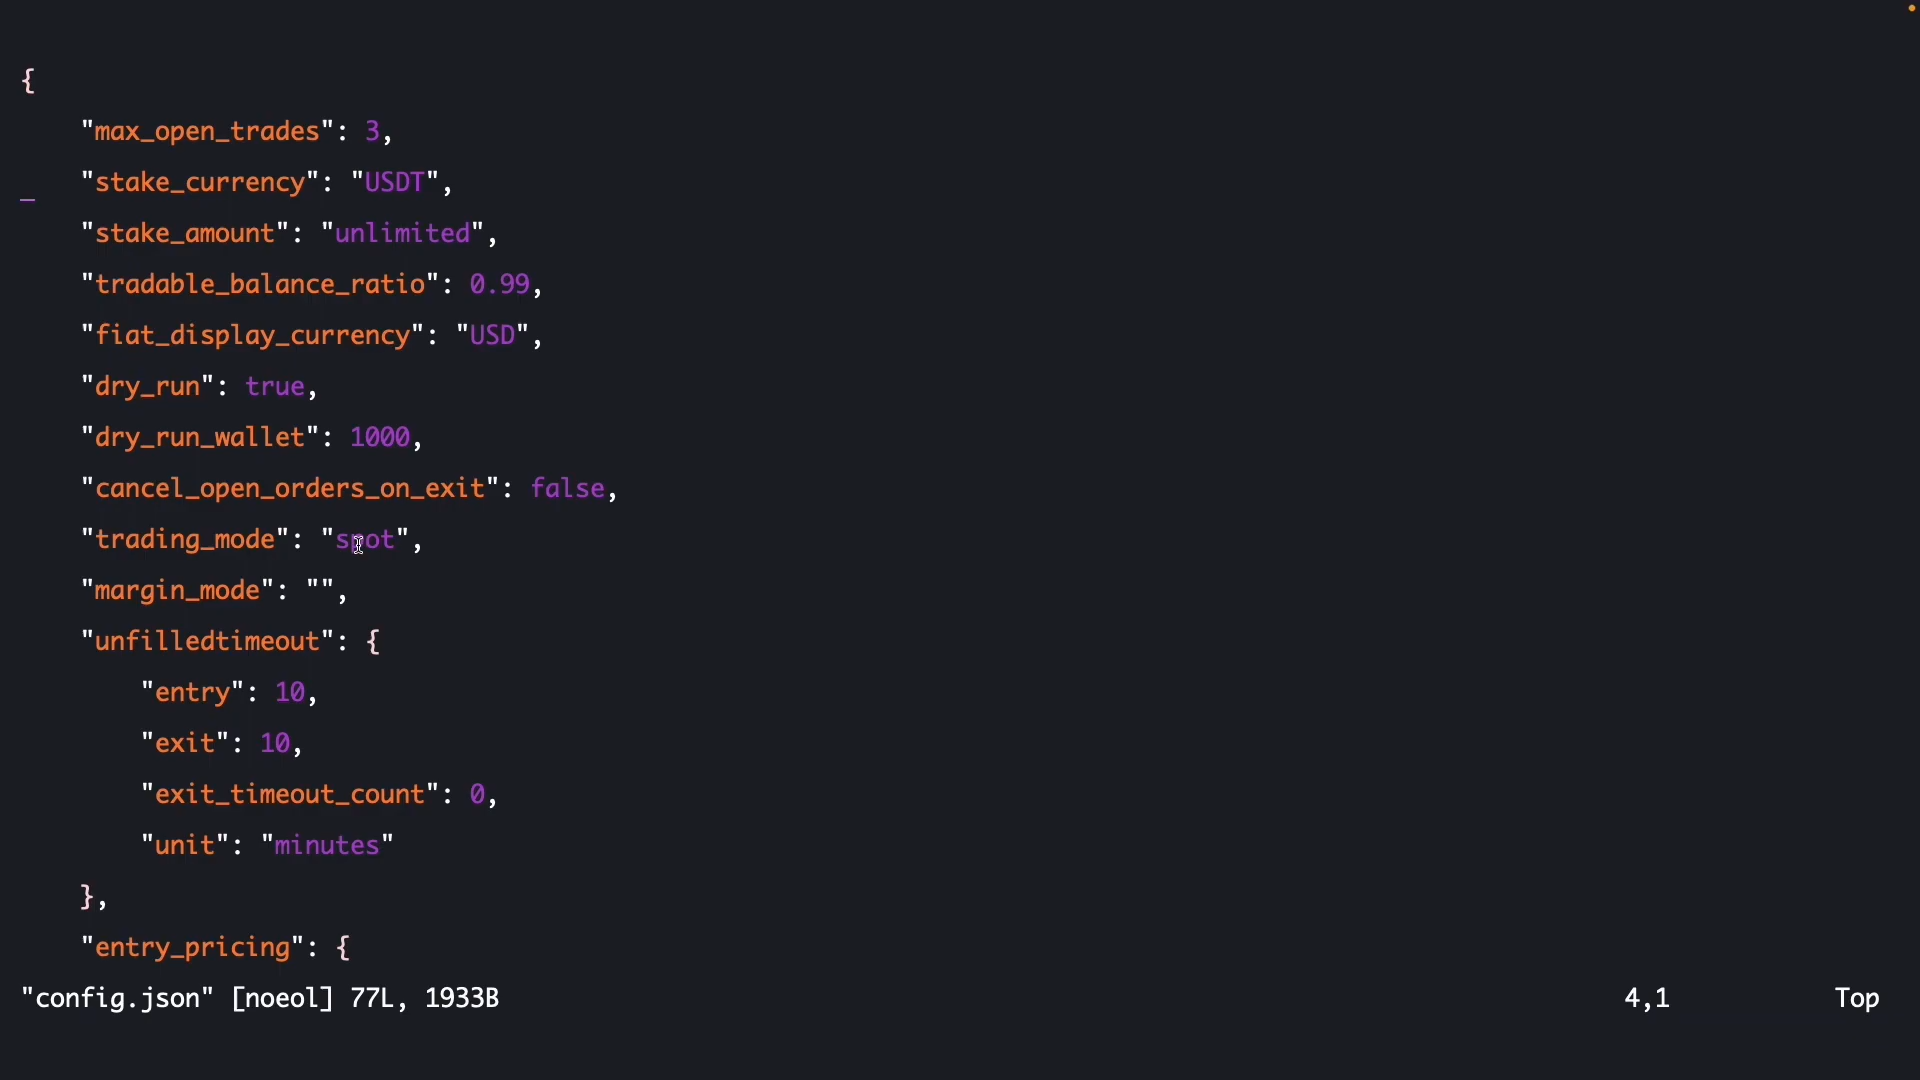 {
    "max_open_trades": 3,
    "stake_currency": "USDT",
    "stake_amount": "unlimited",
    "tradable_balance_ratio": 0.99,
    "fiat_display_currency": "USD",
    "dry_run": true,
    "dry_run_wallet": 1000,
    "cancel_open_orders_on_exit": false,
    "trading_mode": "spot",
    "margin_mode": "",
    "unfilledtimeout": {
        "entry": 10,
        "exit": 10,
        "exit_timeout_count": 0,
        "unit": "minutes"
    },
    "entry_pricing": {
"config.json" [noeol] 77L, 1933B 4,1 Top